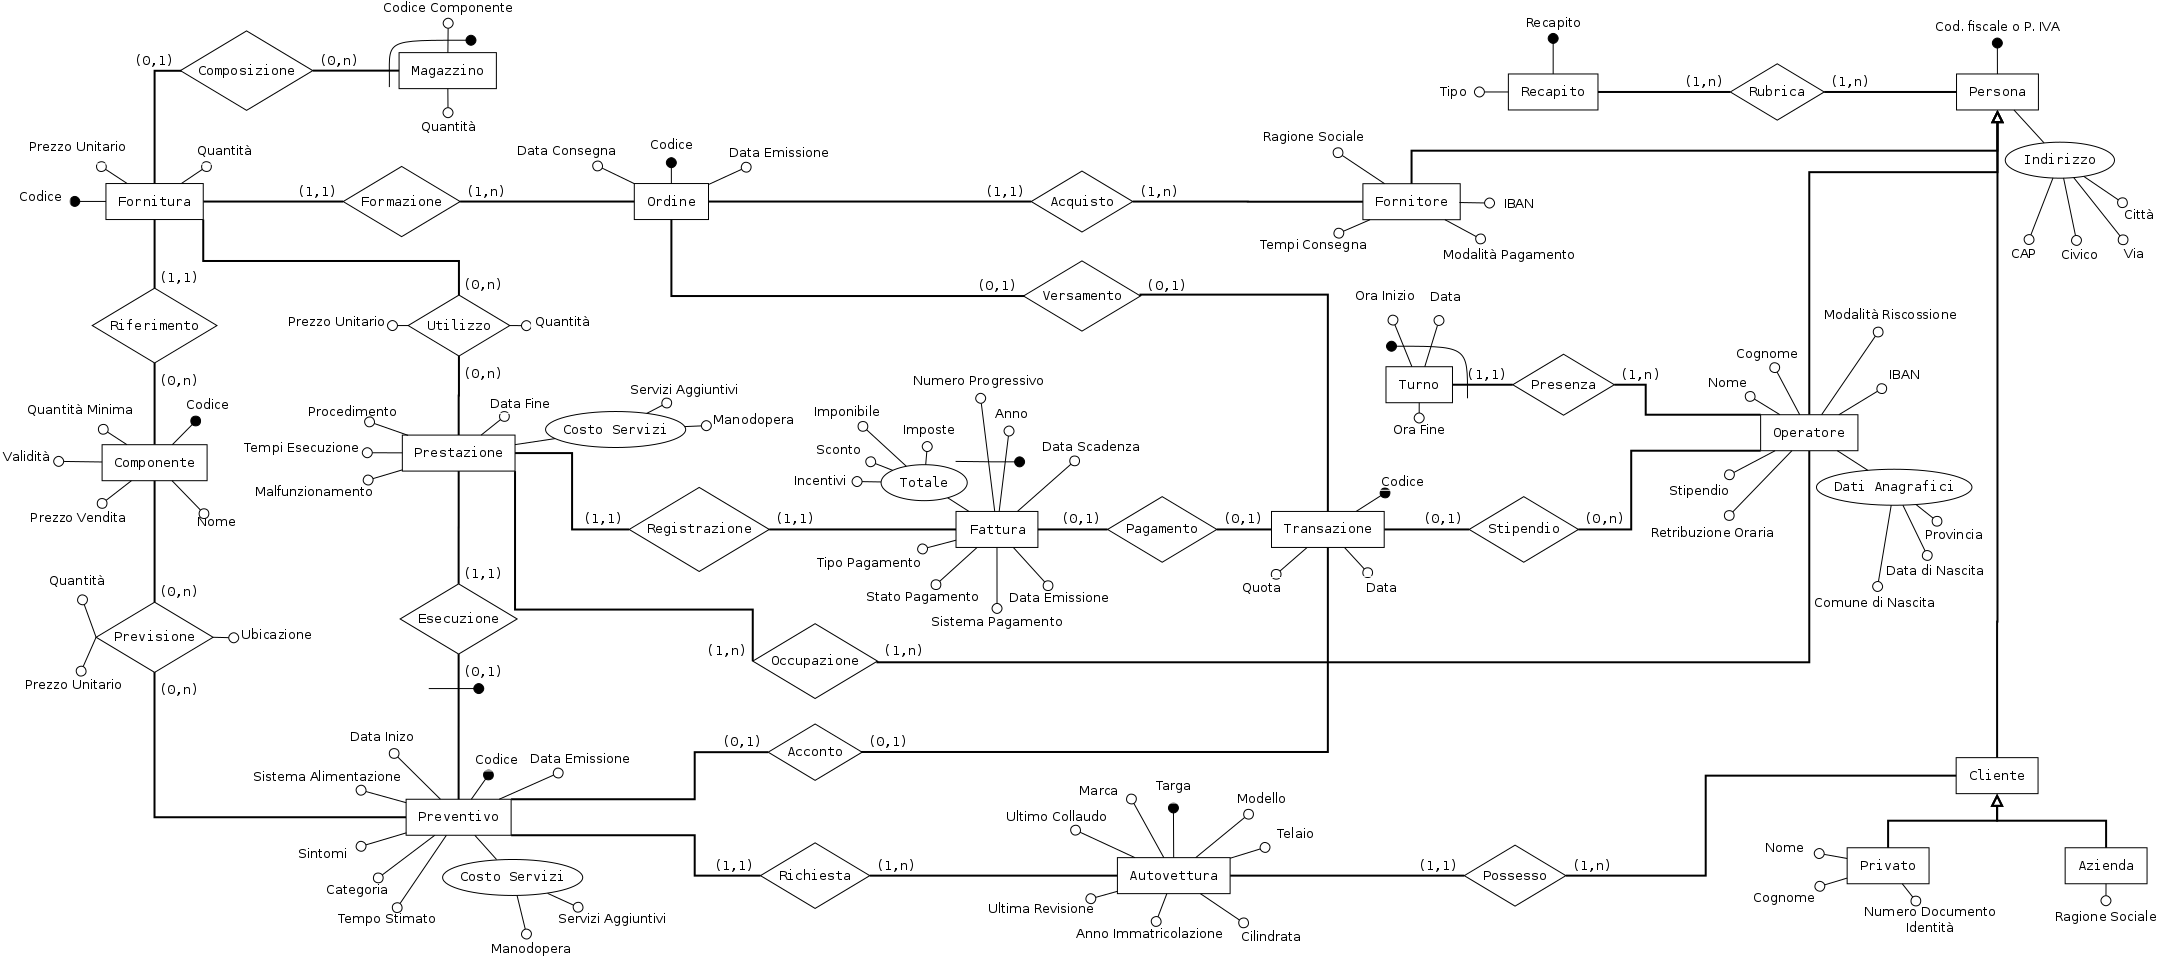 Codice Componente
Recapito
Cod. fiscale o P. IVA
(0,1)
Composizione
(0,n)
Magazzino
Quantità
Tipo
Recapito
(1,n)
Rubrica
(1,n)
Persona
Prezzo Unitario
Quantità
Data Consegna
Codice
Data Emissione
Ragione Sociale
Indirizzo
Codice
Fornitura
(1,1)
Formazione
(1,n)
Ordine
(1,1)
Acquisto
(1,n)
Fornitore
IBAN
Città
Tempi Consegna
Modalità Pagamento
CAP
Civico
Via
(1,1)
(0,n)
(0,1)
Versamento
(0,1)
Ora Inizio
Data
Modalità Riscossione
Riferimento
Prezzo Unitario
Utilizzo
Quantità
Cognome
(0,n)
(0,n)
Numero Progressivo
(1,1)
Presenza
(1,n)
Turno
Nome
IBAN
Quantità Minima
Codice
Procedimento
Data Fine
Servizi Aggiuntivi
Manodopera
Costo Servizi
Imponibile
Anno
Imposte
Ora Fine
Operatore
Tempi Esecuzione
Prestazione
Sconto
Data Scadenza
Validità
Componente
Malfunzionamento
Incentivi
Totale
Codice
Stipendio
Dati Anagrafici
Prezzo Vendita
Nome
(1,1)
Registrazione
(1,1)
Fattura
(0,1)
Pagamento
(0,1)
Transazione
(0,1)
Stipendio
(0,n)
Retribuzione Oraria
Provincia
Tipo Pagamento
Data di Nascita
Quantità
(0,n)
(1,1)
Stato Pagamento
Data Emissione
Quota
Data
Comune di Nascita
Sistema Pagamento
Previsione
Ubicazione
Esecuzione
Prezzo Unitario
(0,n)
(0,1)
(1,n)
Occupazione
(1,n)
Data Inizo
Codice
Data Emissione
(0,1)
Acconto
(0,1)
Sistema Alimentazione
Cliente
Preventivo
Marca
Targa
Modello
Ultimo Collaudo
Telaio
Sintomi
Categoria
Costo Servizi
Tempo Stimato
Servizi Aggiuntivi
Manodopera
(1,1)
Richiesta
(1,n)
Autovettura
(1,1)
Possesso
(1,n)
Nome
Privato
Azienda
Cognome
Ultima Revisione
Anno Immatricolazione
Cilindrata
Numero Documento
Identità
Ragione Sociale